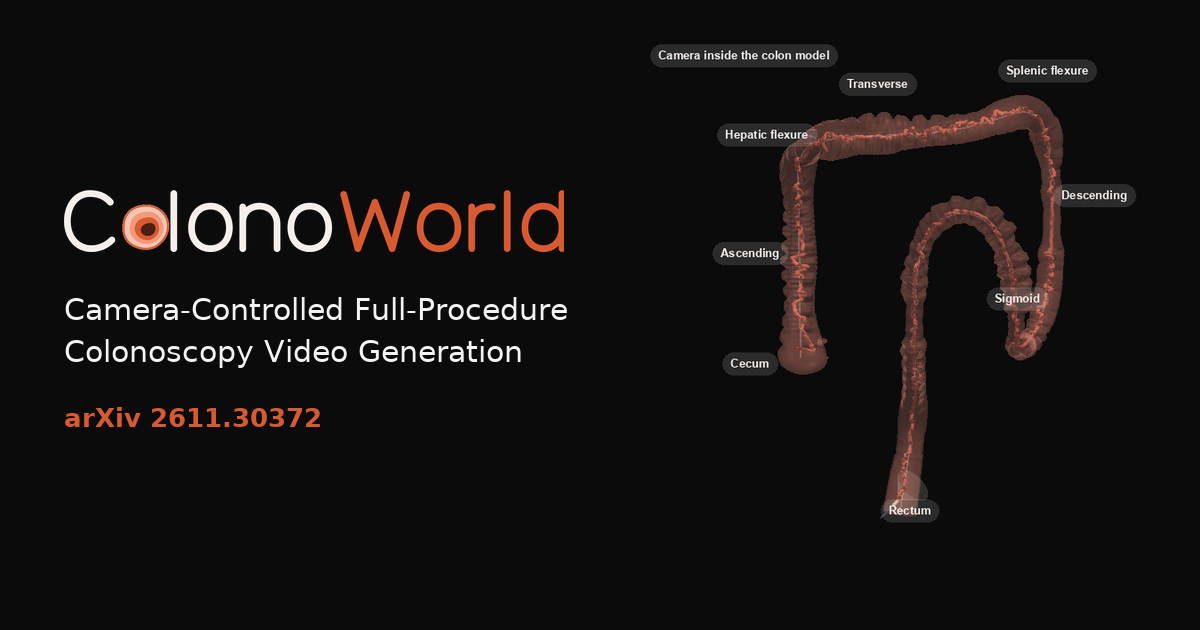 ColonoWorld
Camera-Controlled Full-Procedure
Colonoscopy Video Generation
arXiv 2611.30372
Camera inside the colon model
Transverse
Splenic flexure
Hepatic flexure
Descending
Ascending
Sigmoid
Cecum
Rectum